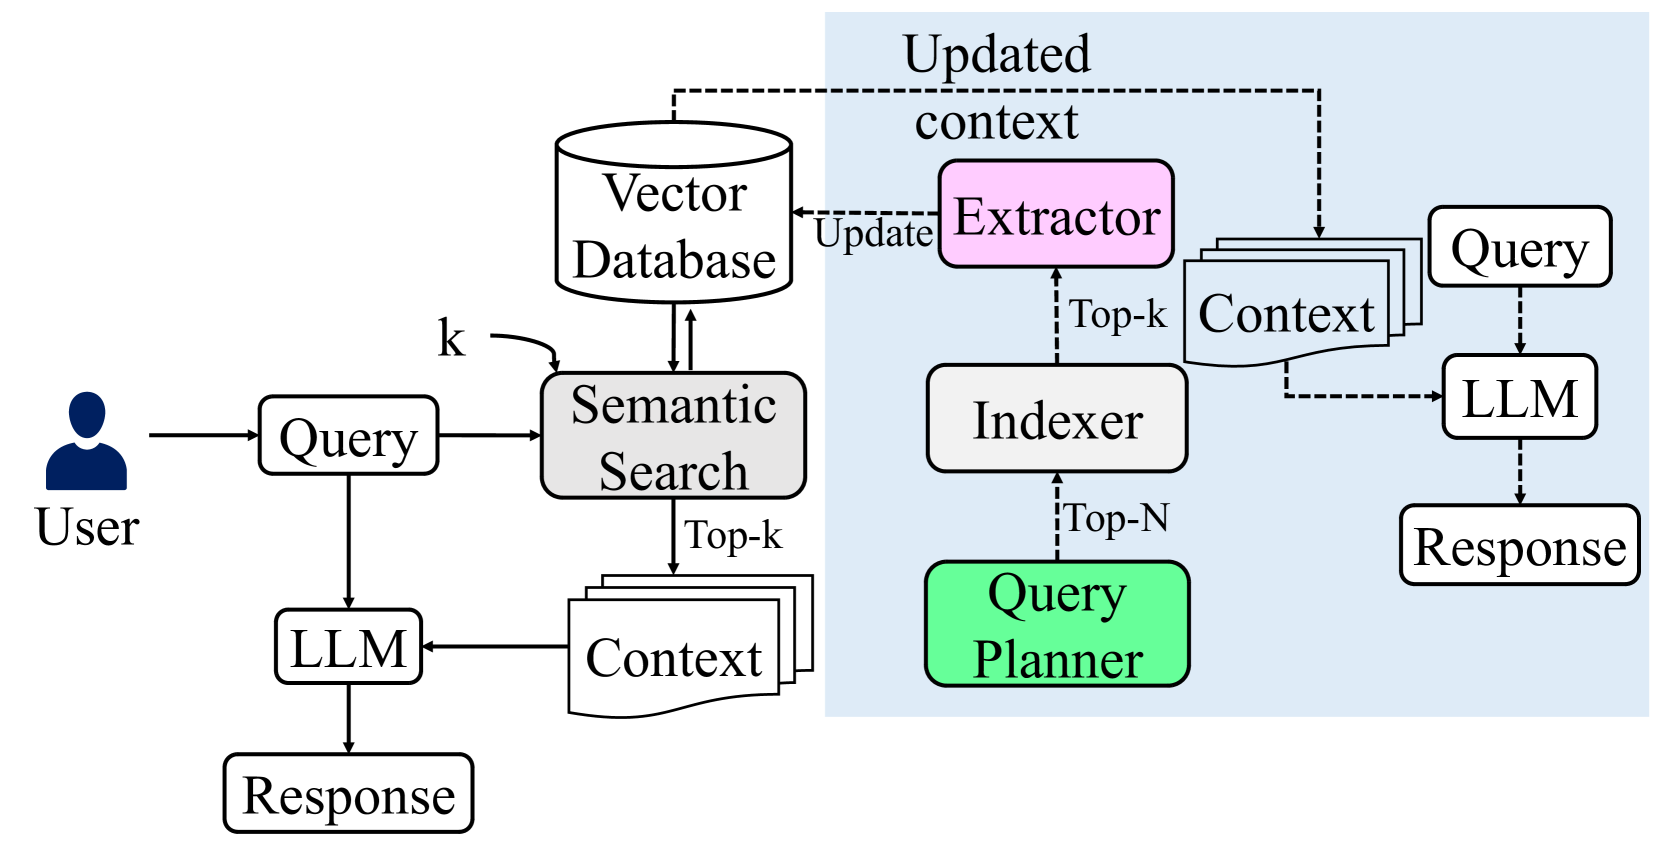 Updated
context
Vector
Database
Update
Extractor
Query
Top-k
Context
k
LLM
Semantic
Search
Query
Indexer
User
Top-k
Top-N
Response
Query
Planner
LLM
Context
Response